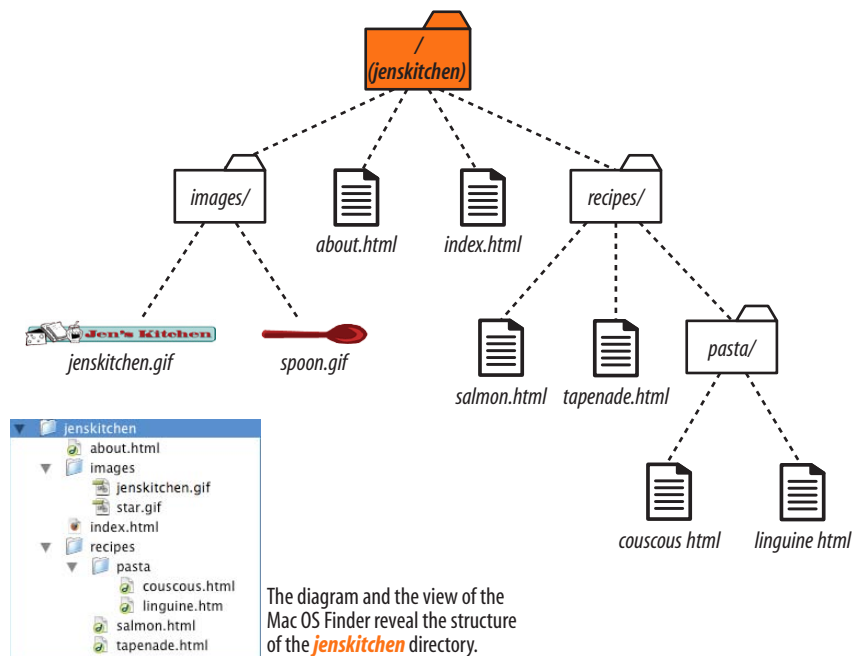 /
(jenskitchen)
images/
recipes/
about.html
index.html
Jen's Kitchen
jenskitchen.gif
spoon.gif
salmon.html
tapenade.html
pasta/
couscous html
linguine html
jenskitchen
about.html
images
jenskitchen.gif
star.gif
index.html
recipes
pasta
couscous.html
linguine.htm
salmon.html
tapenade.html
The diagram and the view of the
Mac OS Finder reveal the structure
of the jenskitchen directory.